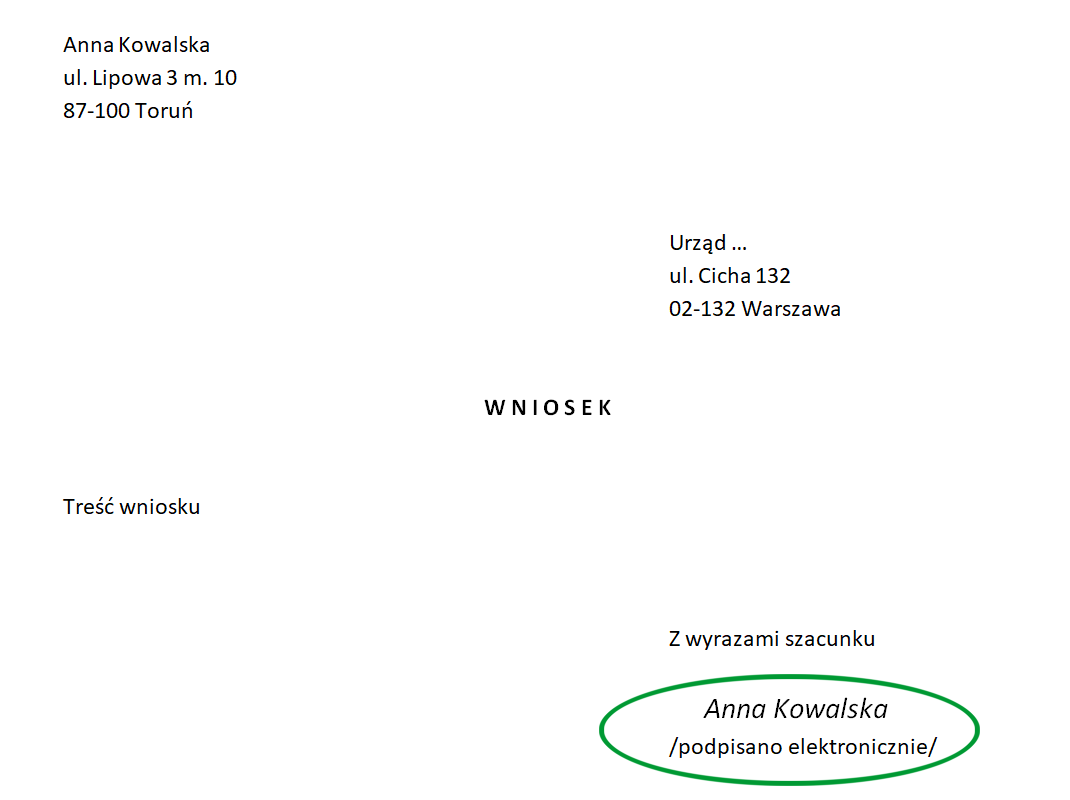 Anna Kowalska
ul. Lipowa 3 m. 10
87-100 Toruń
Urząd ...
ul. Cicha 132
02-132 Warszawa
W N I O S E K
Treść wniosku
Z wyrazami szacunku
Anna Kowalska
/podpisano elektronicznie/